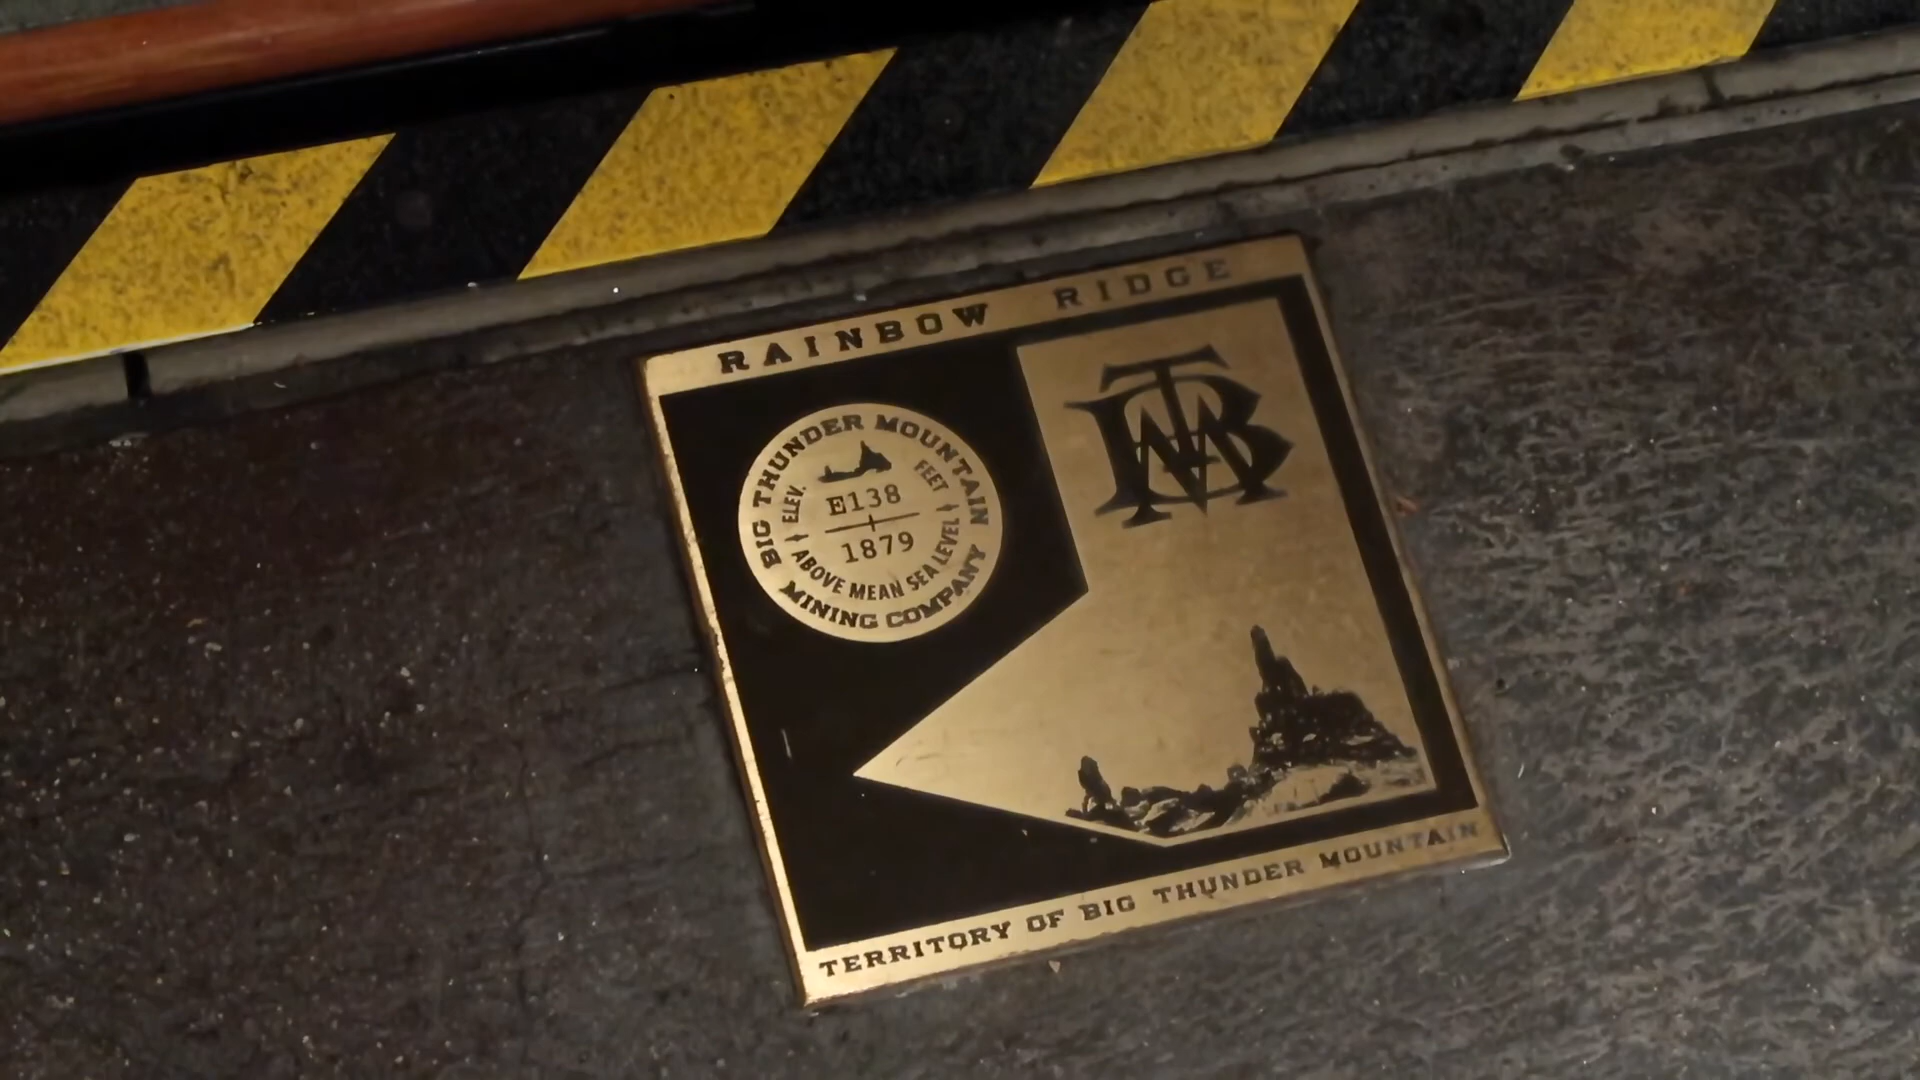 RAINBOW RIDGE
BIG THUNDER MOUNTAIN
ELEV. FEET
E138
1879
ABOVE MEAN SEA LEVEL
MINING COMPANY
BTMM
TERRITORY OF BIG THUNDER MOUNTAIN